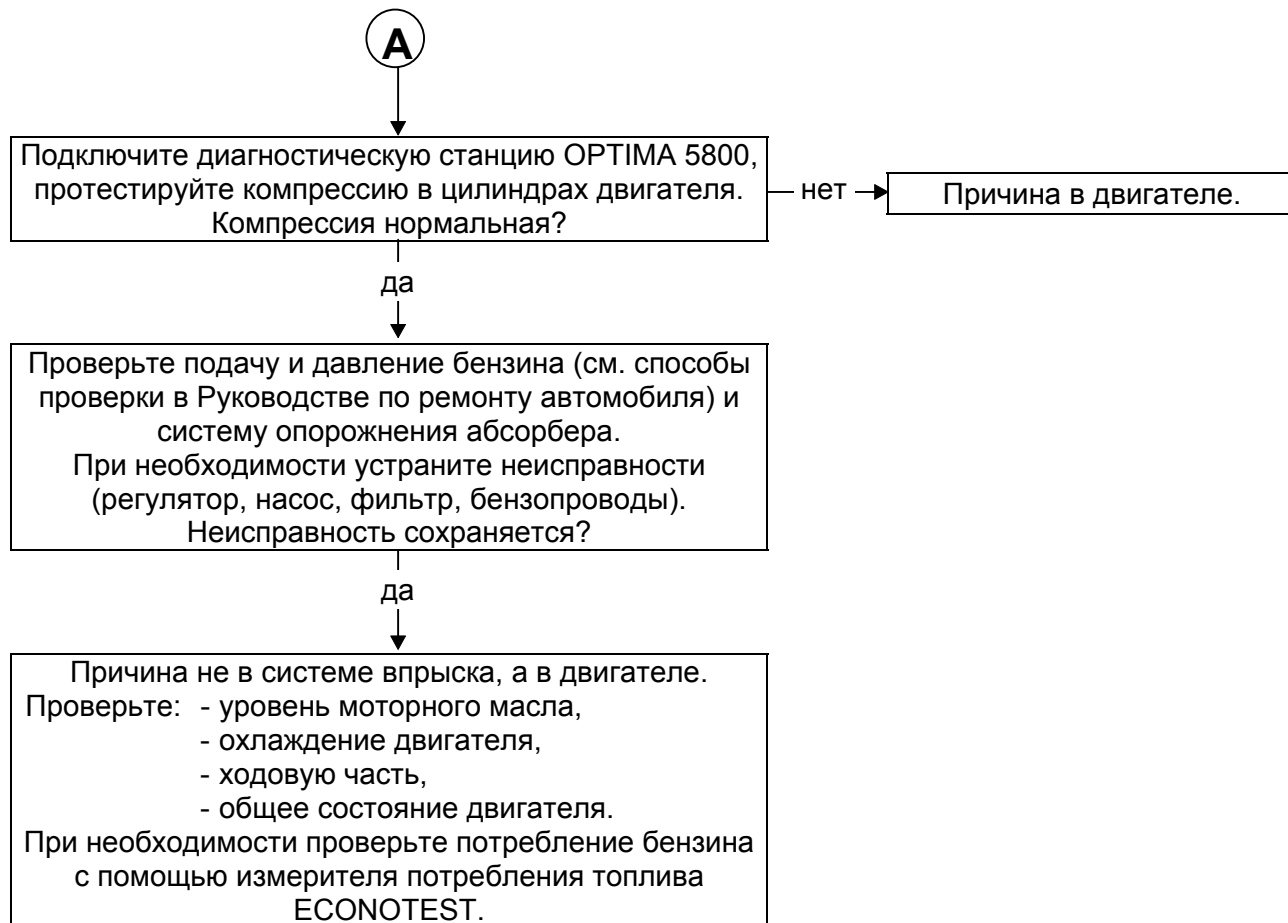 A
Подключите диагностическую станцию OPTIMA 5800,
протестируйте компрессию в цилиндрах двигателя.
Компрессия нормальная?
нет
Причина в двигателе.
да
Проверьте подачу и давление бензина (см. способы
проверки в Руководстве по ремонту автомобиля) и
систему опорожнения абсорбера.
При необходимости устраните неисправности
(регулятор, насос, фильтр, бензопроводы).
Неисправность сохраняется?
да
Причина не в системе впрыска, а в двигателе.
Проверьте: - уровень моторного масла,
- охлаждение двигателя,
- ходовую часть,
- общее состояние двигателя.
При необходимости проверьте потребление бензина
с помощью измерителя потребления топлива
ECONOTEST.